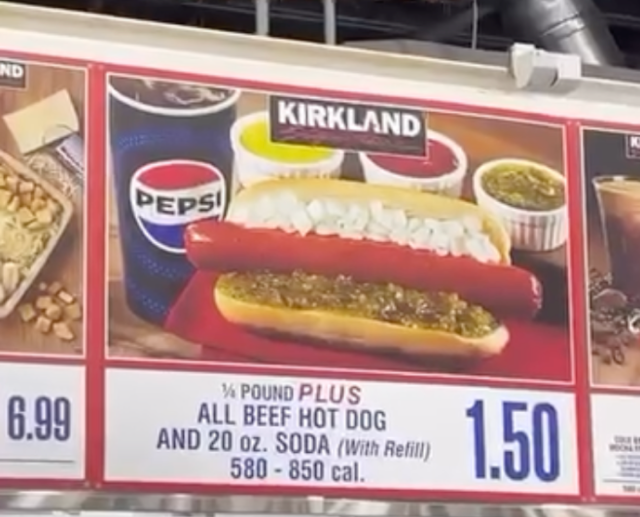 ND
KIRKLAND
PEPSI
6.99
¼ POUND PLUS
ALL BEEF HOT DOG
AND 20 oz. SODA (With Refill)
580 - 850 cal.
1.50
K